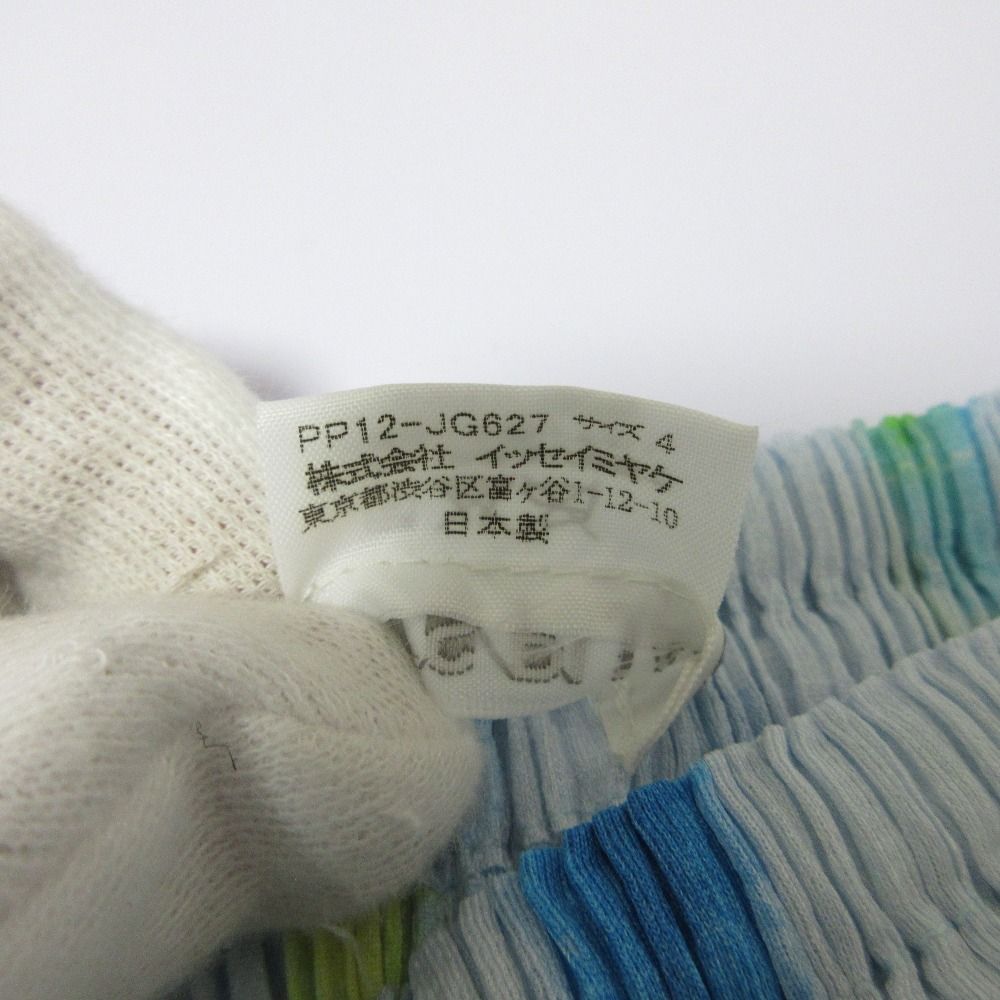 PP12-JG627 サイズ 4
株式会社 イッセイミヤケ
東京都渋谷区富ヶ谷1-12-10
日本製